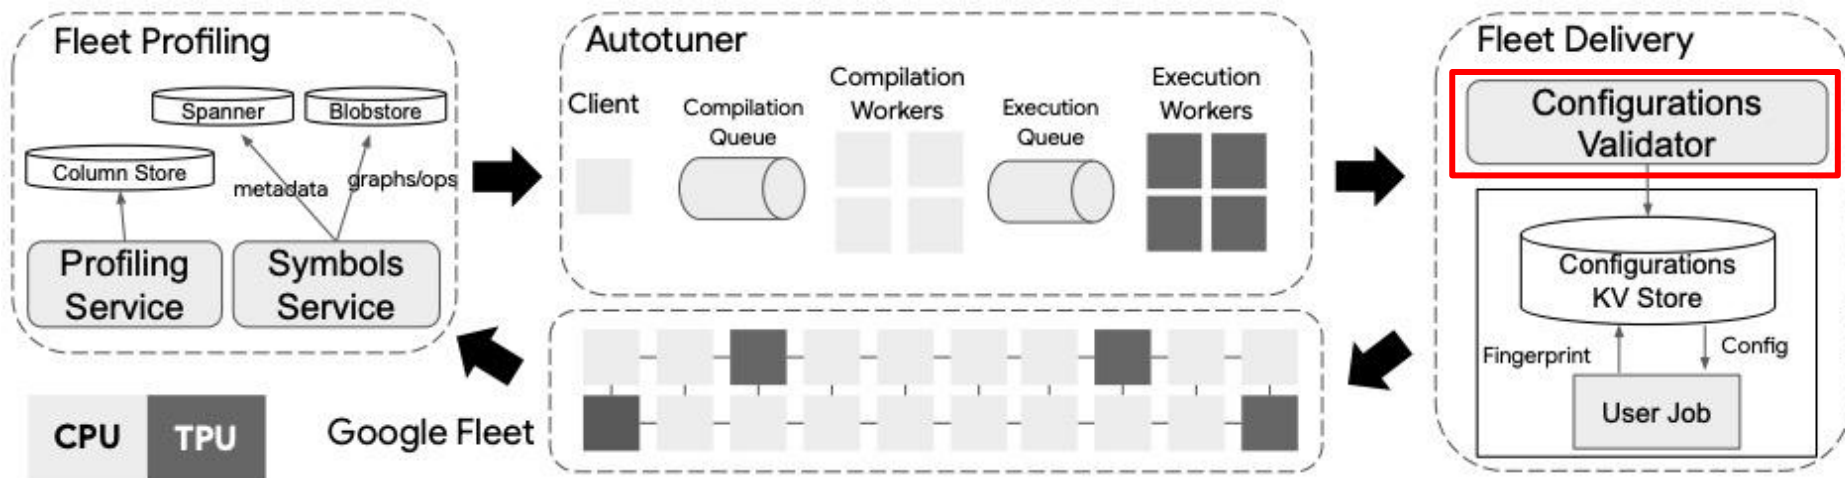 Fleet Profiling
Spanner
Blobstore
Column Store
metadata
graphs/ops
Profiling
Service
Symbols
Service
CPU
TPU
Autotuner
Client
Compilation
Queue
Compilation
Workers
Execution
Queue
Execution
Workers
Google Fleet
Fleet Delivery
Configurations
Validator
Configurations
KV Store
Fingerprint
Config
User Job